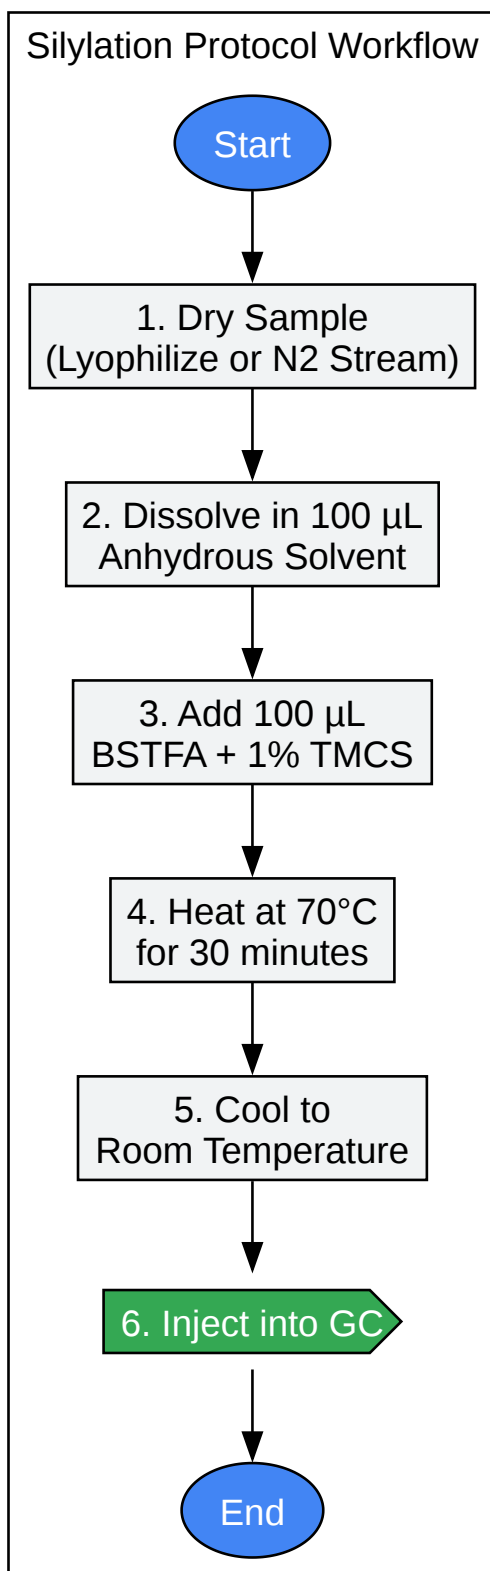 Silylation Protocol Workflow
Start
1. Dry Sample
(Lyophilize or N2 Stream)
2. Dissolve in 100 µL
Anhydrous Solvent
3. Add 100 µL
BSTFA + 1% TMCS
4. Heat at 70°C
for 30 minutes
5. Cool to
Room Temperature
6. Inject into GC
End